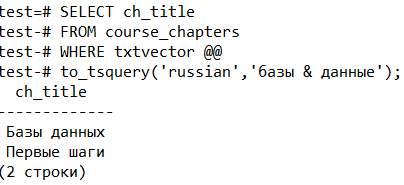 test=# SELECT ch_title
test-# FROM course_chapters
test-# WHERE txtvector @@
test-# to_tsquery('russian','базы & данные');
ch_title
-------------
Базы данных
Первые шаги
(2 строки)